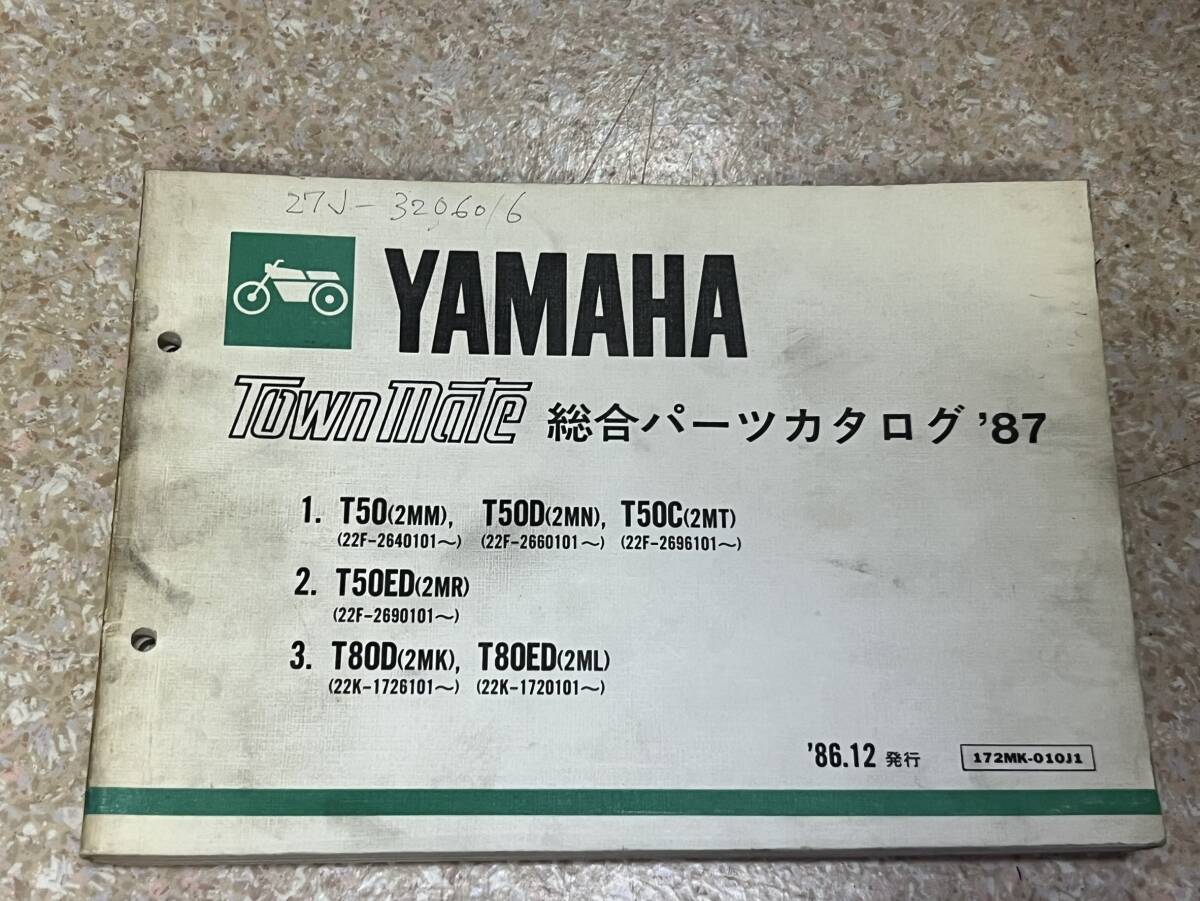 27J-32060/6
YAMAHA
TownMate 総合パーツカタログ '87
1. T50(2MM), T50D(2MN), T50C(2MT)
(22F-2640101〜) (22F-2660101〜) (22F-2696101〜)
2. T50ED(2MR)
(22F-2690101〜)
3. T80D(2MK), T80ED(2ML)
(22K-1726101〜) (22K-1720101〜)
'86.12 発行 172MK-010J1